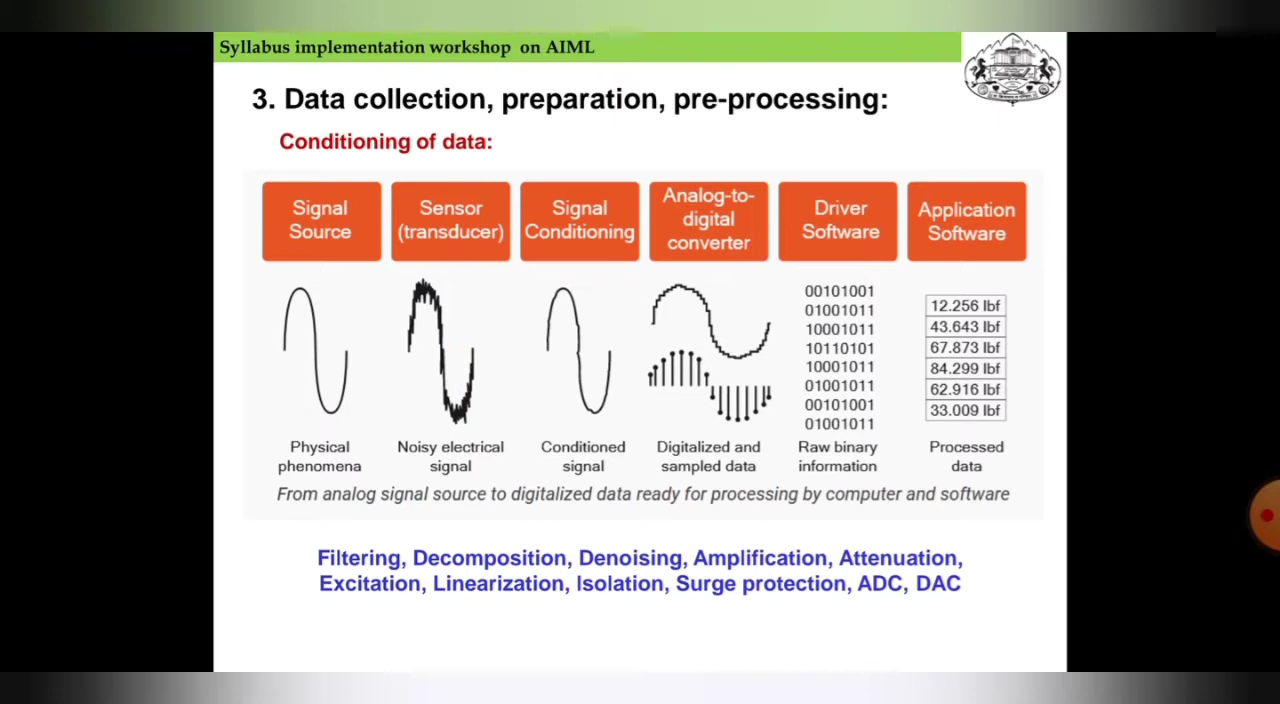 Syllabus implementation workshop on AIML
3. Data collection, preparation, pre-processing:
Conditioning of data:
Signal
Source
Sensor
(transducer)
Signal
Conditioning
Analog-to-
digital
converter
Driver
Software
Application
Software
00101001
01001011
10001011
10110101
10001011
01001011
00101001
01001011
12.256 lbf
43.643 lbf
67.873 lbf
84.299 lbf
62.916 lbf
33.009 lbf
Physical
phenomena
Noisy electrical
signal
Conditioned
signal
Digitalized and
sampled data
Raw binary
information
Processed
data
From analog signal source to digitalized data ready for processing by computer and software
Filtering, Decomposition, Denoising, Amplification, Attenuation,
Excitation, Linearization, Isolation, Surge protection, ADC, DAC